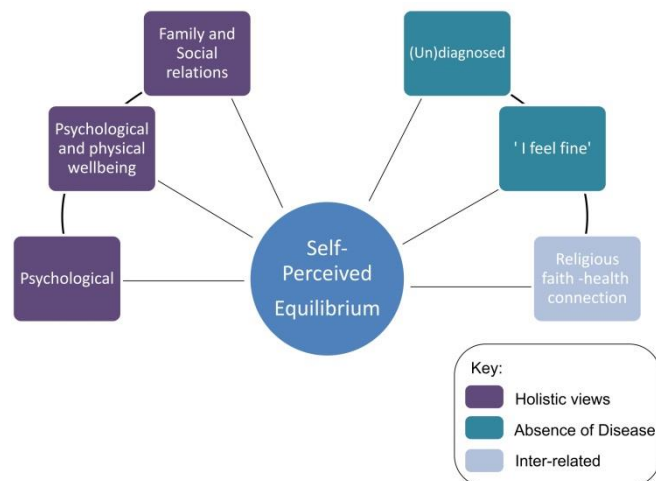 Family and
Social
relations
(Un)diagnosed
Psychological
and physical
wellbeing
' I feel fine'
Self-
Perceived
Equilibrium
Psychological
Religious
faith -health
connection
Key:
Holistic views
Absence of Disease
Inter-related